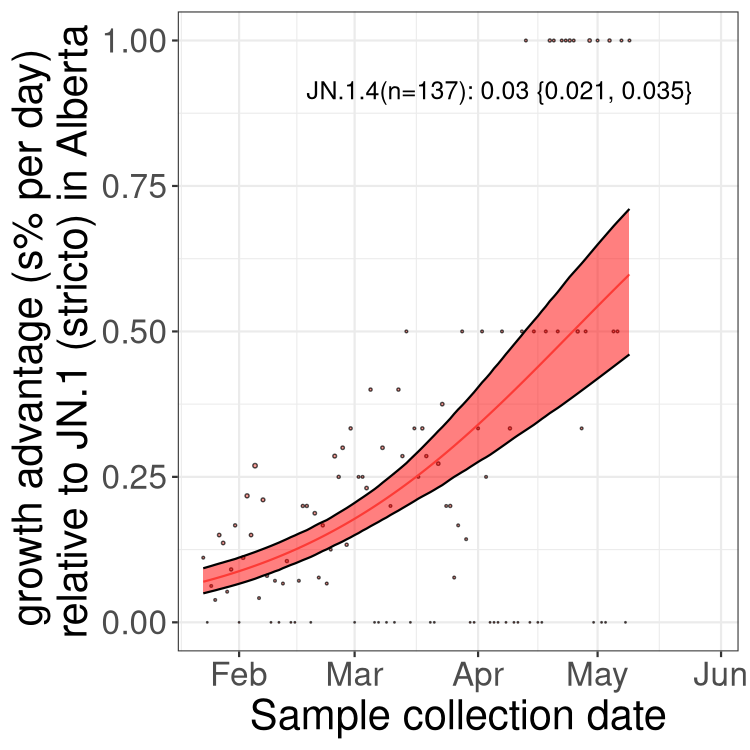 growth advantage (s% per day)
relative to JN.1 (stricto) in Alberta
1.00
0.75
0.50
0.25
0.00
JN.1.4(n=137): 0.03 {0.021, 0.035}
Feb Mar Apr May Jun
Sample collection date